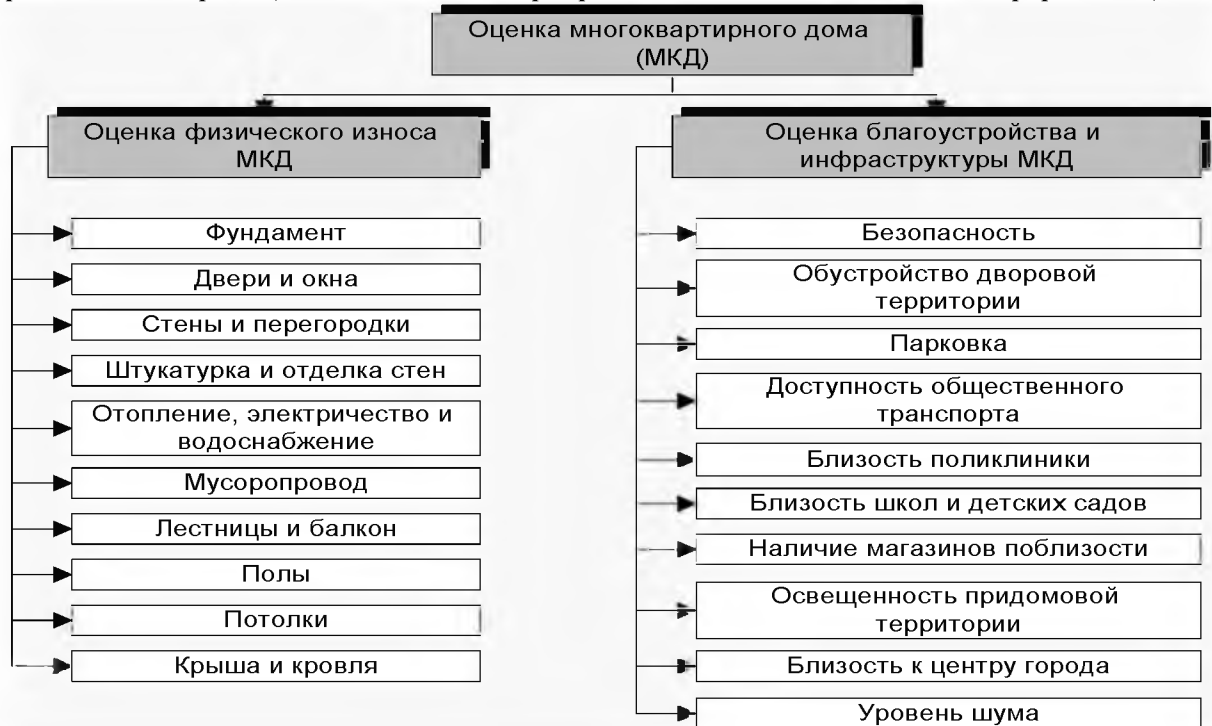 Оценка многоквартирного дома
(МКД)
Оценка физического износа
МКД
Фундамент
Двери и окна
Стены и перегородки
Штукатурка и отделка стен
Отопление, электричество и
водоснабжение
Мусоропровод
Лестницы и балкон
Полы
Потолки
Крыша и кровля
Оценка благоустройства и
инфраструктуры МКД
Безопасность
Обустройство дворовой
территории
Парковка
Доступность общественного
транспорта
Близость поликлиники
Близость школ и детских садов
Наличие магазинов поблизости
Освещенность придомовой
территории
Близость к центру города
Уровень шума